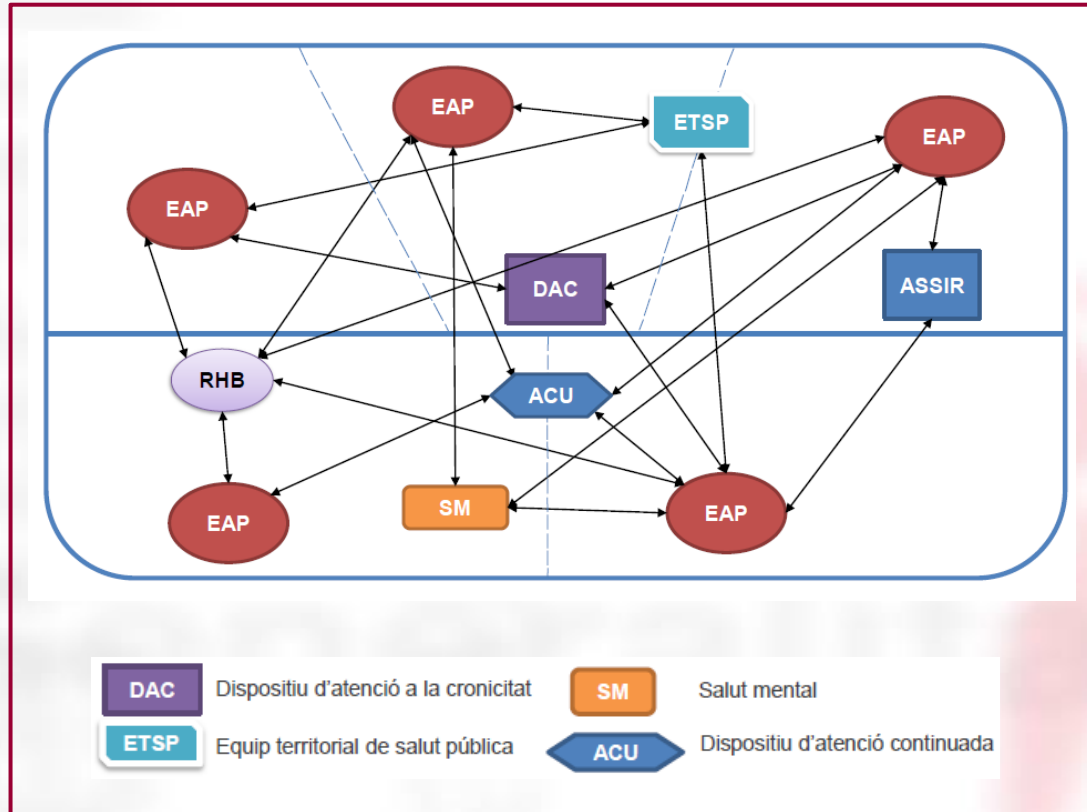 EAP
ETSP
EAP
EAP
DAC
ASSIR
RHB
ACU
EAP
SM
EAP
DAC Dispositiu d'atenció a la cronicitat
SM Salut mental
ETSP Equip territorial de salut pública
ACU Dispositiu d'atenció continuada